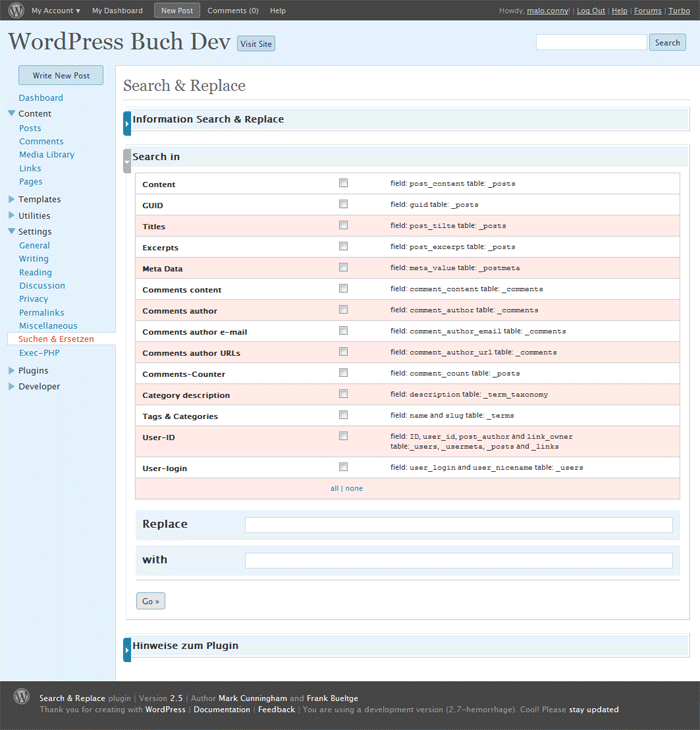 My Account ▾ My Dashboard New Post Comments (0) Help Howdy, malo.conny! | Log Out | Help | Forums | Turbo
WordPress Buch Dev Visit Site Search
Write New Post
Dashboard
Content
Posts
Comments
Media Library
Links
Pages
Templates
Utilities
Settings
General
Writing
Reading
Discussion
Privacy
Permalinks
Miscellaneous
Suchen & Ersetzen
Exec-PHP
Plugins
Developer
Search & Replace
Information Search & Replace
Search in
Content field: post_content table: _posts
GUID field: guid table: _posts
Titles field: post_tilte table: _posts
Excerpts field: post_excerpt table: _posts
Meta Data field: meta_value table: _postmeta
Comments content field: comment_content table: _comments
Comments author field: comment_author table: _comments
Comments author e-mail field: comment_author_email table: _comments
Comments author URLs field: comment_author_url table: _comments
Comments-Counter field: comment_count table: _posts
Category description field: description table: _term_taxonomy
Tags & Categories field: name and slug table: _terms
User-ID field: ID, user_id, post_author and link_owner
table:_users, _usermeta, _posts and _links
User-login field: user_login and user_nicename table: _users
all | none
Replace
with
Go »
Hinweise zum Plugin
Search & Replace plugin | Version 2.5 | Author Mark Cunningham and Frank Bueltge
Thank you for creating with WordPress | Documentation | Feedback | You are using a development version (2.7-hemorrhage). Cool! Please stay updated.